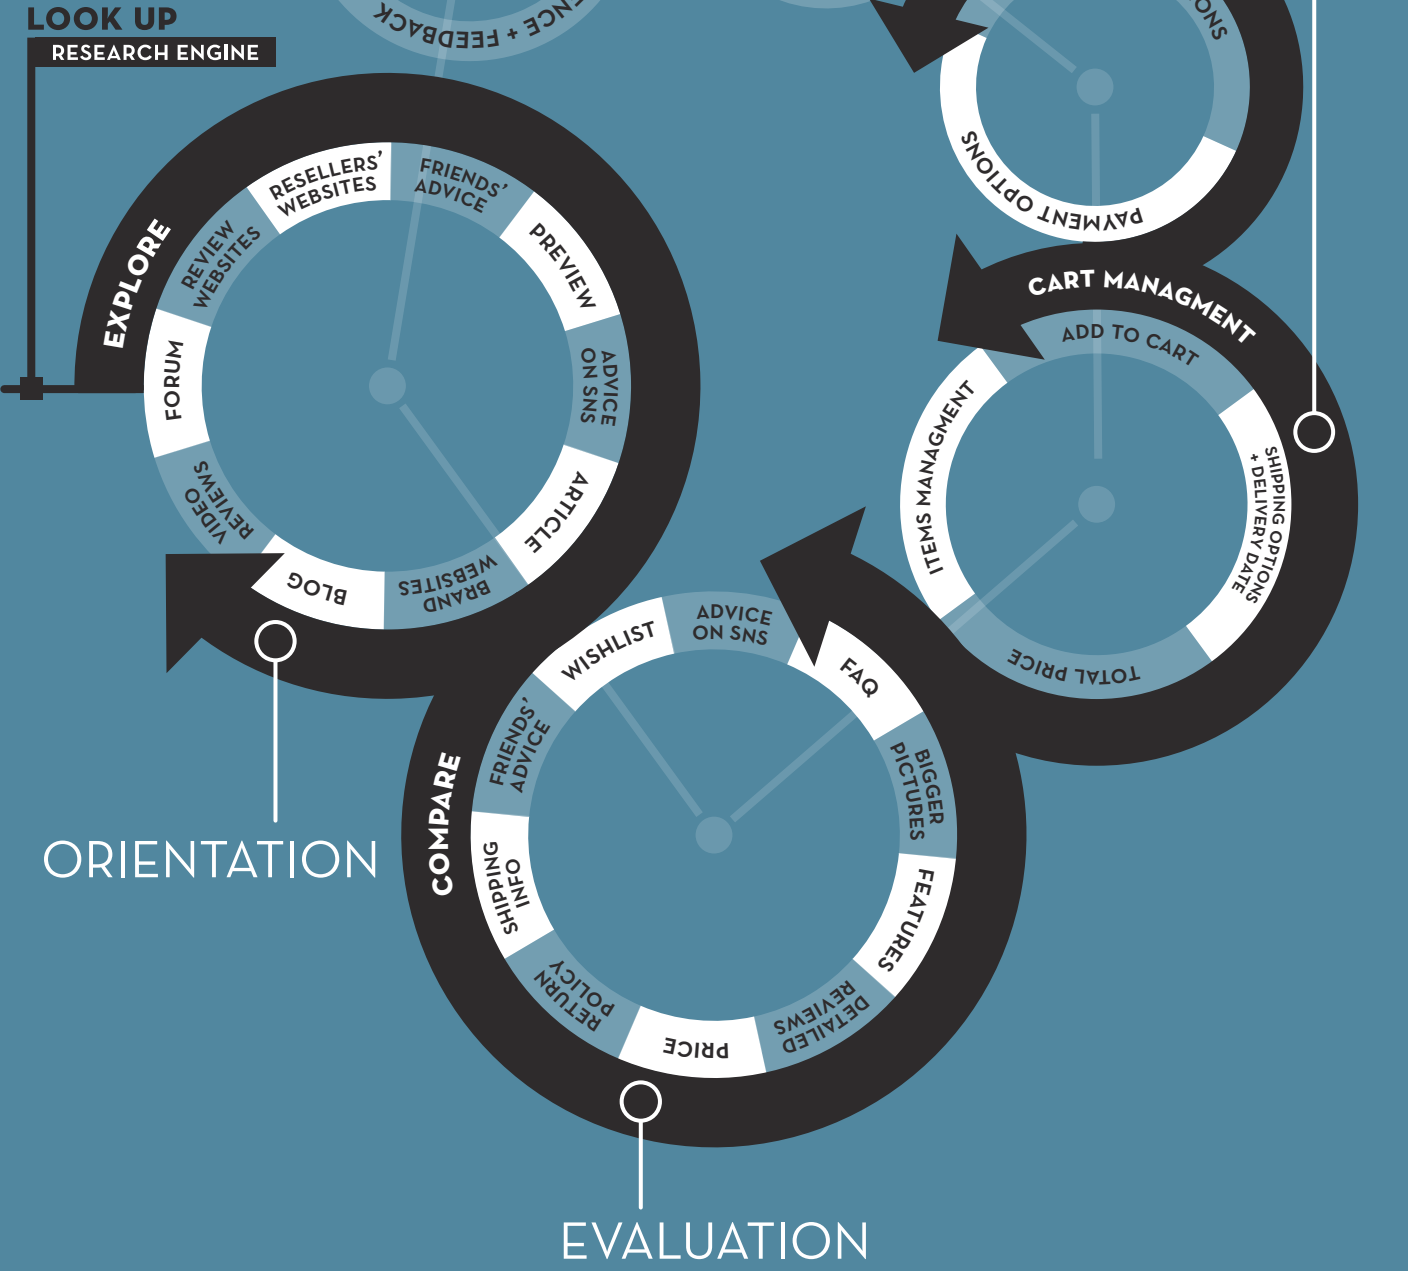 LOOK UP
RESEARCH ENGINE
+ FEEDBACK
EXPLORE
RESELLERS'
WEBSITES
FRIENDS'
ADVICE
PREVIEW
ADVICE
ON SNS
ARTICLE
BRAND
WEBSITES
BLOG
VIDEO
REVIEWS
FORUM
REVIEW
WEBSITES
ORIENTATION
PAYMENT OPTIONS
CART MANAGMENT
ADD TO CART
SHIPPING OPTIONS
+ DELIVERY DATE
TOTAL PRICE
ITEMS MANAGMENT
COMPARE
WISHLIST
ADVICE
ON SNS
FAQ
BIGGER
PICTURES
FEATURES
DETAILED
REVIEWS
PRICE
RETURN
POLICY
SHIPPING
INFO
FRIENDS'
ADVICE
EVALUATION